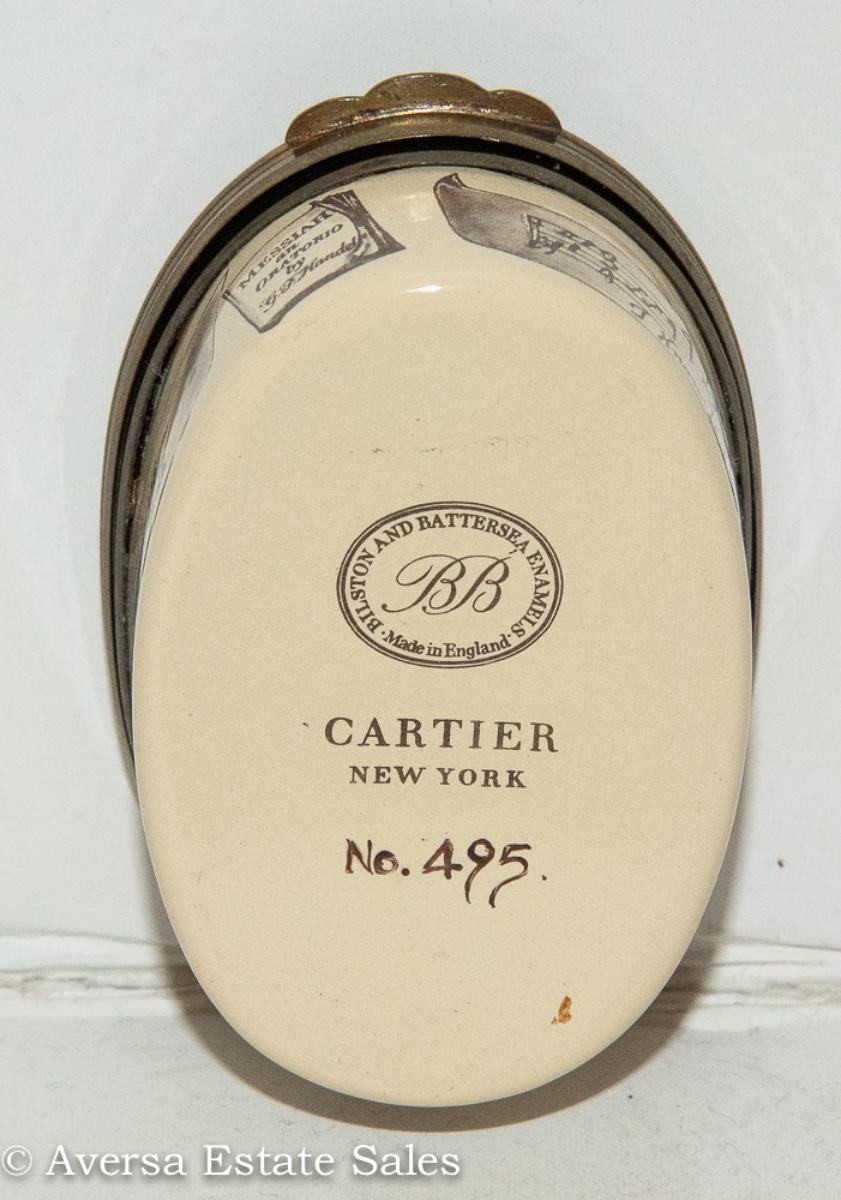 MESSIAH
an
ORATORIO
by
G.F. Handel
BILSTON AND BATTERSEA ENAMELS
BB
· Made in England ·
CARTIER
NEW YORK
No. 495.
© Aversa Estate Sales